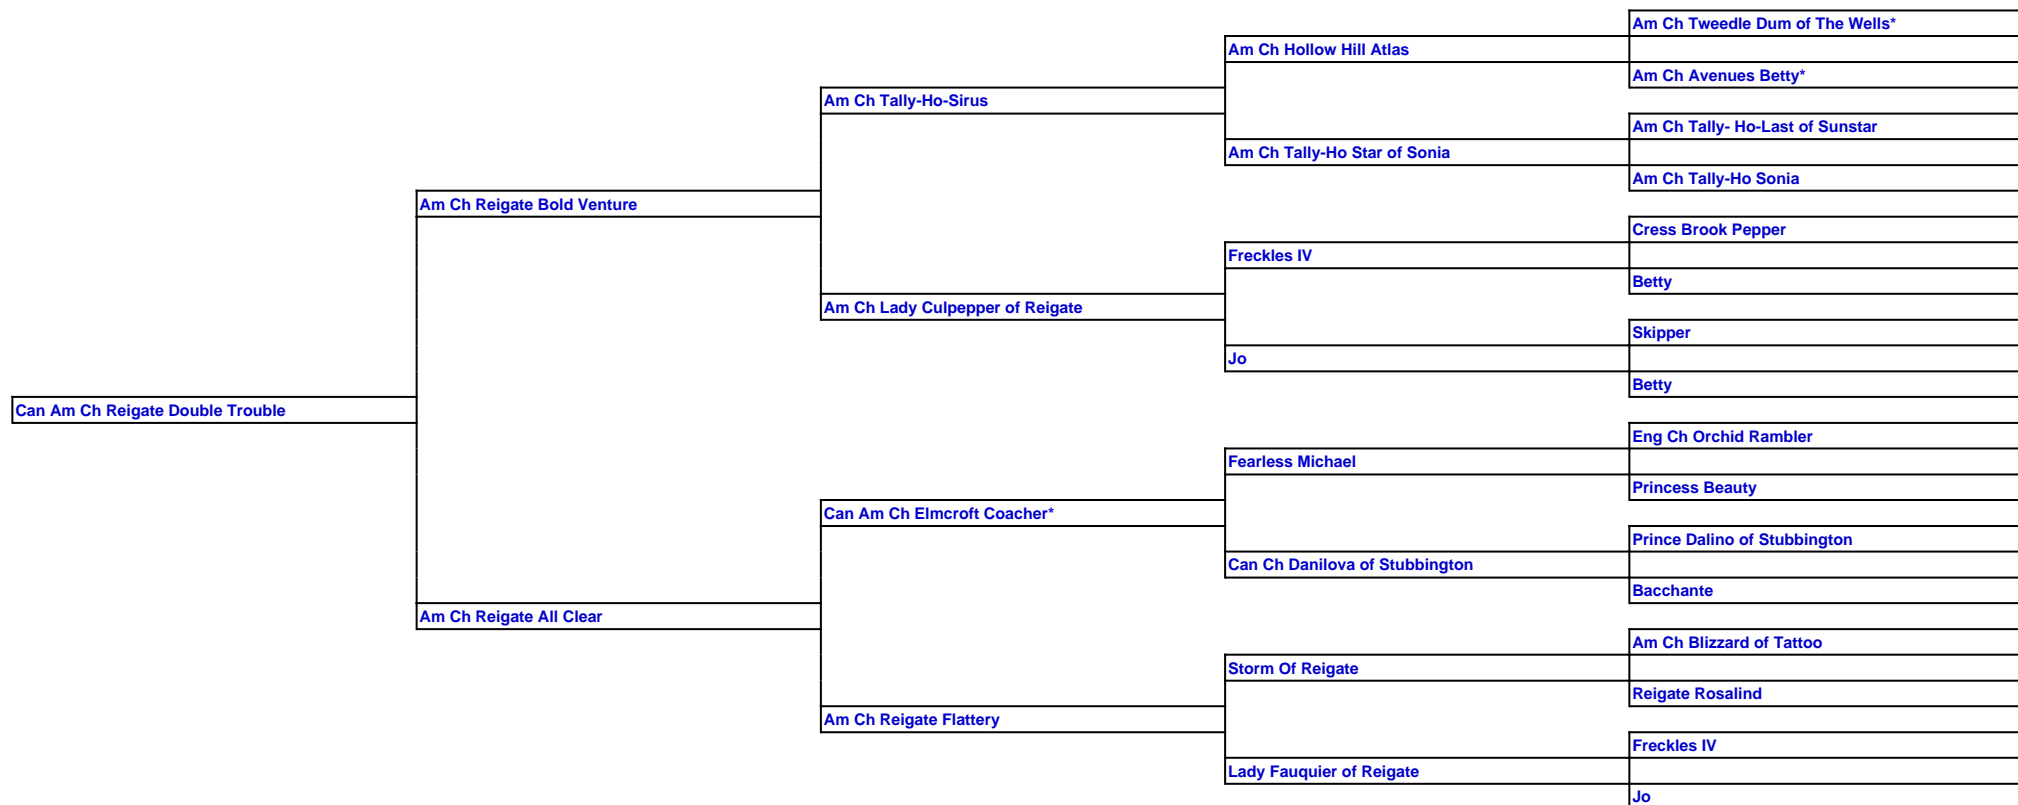 Am Ch Tweedle Dum of The Wells*
Am Ch Hollow Hill Atlas
Am Ch Avenues Betty*
Am Ch Tally-Ho-Sirus
Am Ch Tally- Ho-Last of Sunstar
Am Ch Tally-Ho Star of Sonia
Am Ch Tally-Ho Sonia
Am Ch Reigate Bold Venture
Cress Brook Pepper
Freckles IV
Betty
Am Ch Lady Culpepper of Reigate
Skipper
Jo
Betty
Can Am Ch Reigate Double Trouble
Eng Ch Orchid Rambler
Fearless Michael
Princess Beauty
Can Am Ch Elmcroft Coacher*
Prince Dalino of Stubbington
Can Ch Danilova of Stubbington
Bacchante
Am Ch Reigate All Clear
Am Ch Blizzard of Tattoo
Storm Of Reigate
Reigate Rosalind
Am Ch Reigate Flattery
Freckles IV
Lady Fauquier of Reigate
Jo